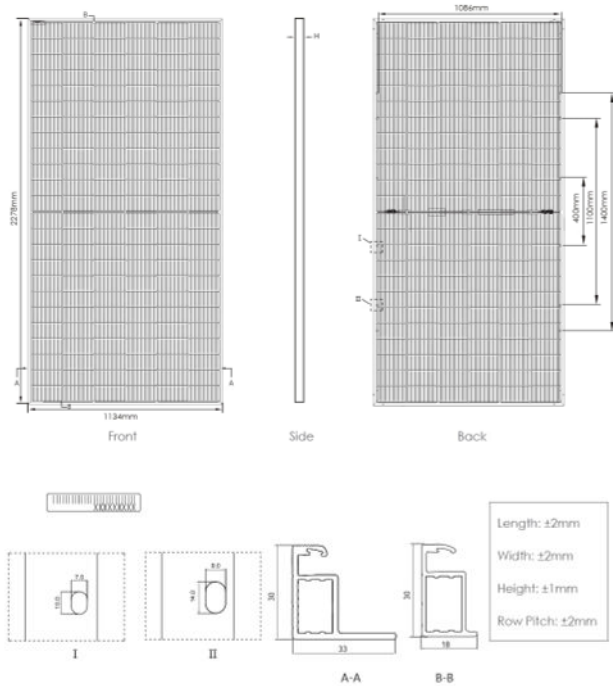 B
H
1086mm
2278mm
400mm
1100mm
1400mm
I
II
A
A
1134mm
Front
Side
Back
Length: ±2mm
Width: ±2mm
Height: ±1mm
Row Pitch: ±2mm
7.0
10.0
9.0
14.0
30
33
30
18
I
II
A-A
B-B